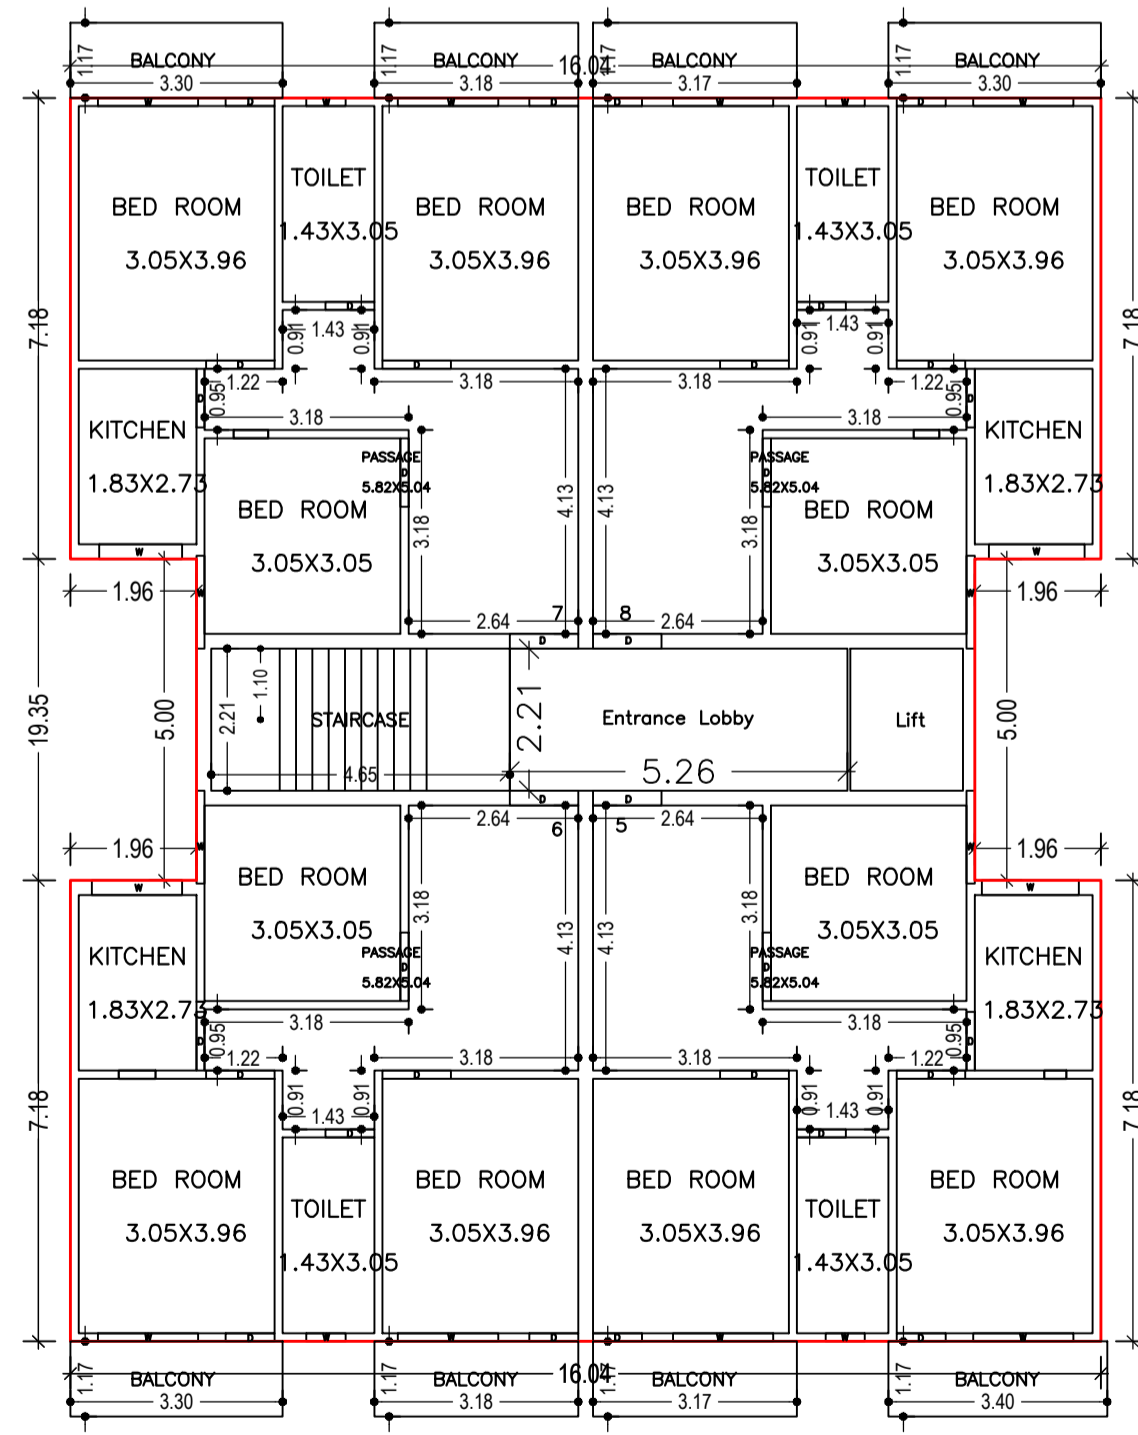 BALCONY BALCONY BALCONY BALCONY
1.17 1.17 1.17 1.17
16.04
3.30 3.18 3.17 3.30
W D W W D D W W D W
TOILET TOILET
BED ROOM BED ROOM BED ROOM BED ROOM
1.43X3.05 1.43X3.05
3.05X3.96 3.05X3.96 3.05X3.96 3.05X3.96
D D
7.18 0.91 1.43 0.91 0.91 1.43 0.91 7.18
D D D D
1.22 3.18 3.18 1.22
D 0.95 0.95 D
3.18 3.18
KITCHEN KITCHEN
PASSAGE PASSAGE
D D
1.83X2.73 5.82X5.04 5.82X5.04 1.83X2.73
BED ROOM 3.18 4.13 4.13 3.18 BED ROOM
W W
3.05X3.05 3.05X3.05
1.96 W W 1.96
2.64 7 8 2.64
D D
1.10
2.21 STAIRCASE 2.21 Entrance Lobby Lift
19.35 5.00 5.00
4.65 5.26
D D
2.64 6 5 2.64
1.96 W W 1.96
BED ROOM BED ROOM
W W
3.18 4.13 4.13 3.18
3.05X3.05 3.05X3.05
KITCHEN PASSAGE PASSAGE KITCHEN
D D
5.82X5.04 5.82X5.04
1.83X2.73 1.83X2.73
3.18 3.18
D 0.95 0.95 D
1.22 3.18 3.18 1.22
D D D D
7.18 0.91 1.43 0.91 0.91 1.43 0.91 7.18
D D
BED ROOM BED ROOM BED ROOM BED ROOM
TOILET TOILET
3.05X3.96 3.05X3.96 3.05X3.96 3.05X3.96
1.43X3.05 1.43X3.05
W D W W D D W W D W
16.04
BALCONY BALCONY BALCONY BALCONY
1.17 1.17 1.17 1.17
3.30 3.18 3.17 3.40